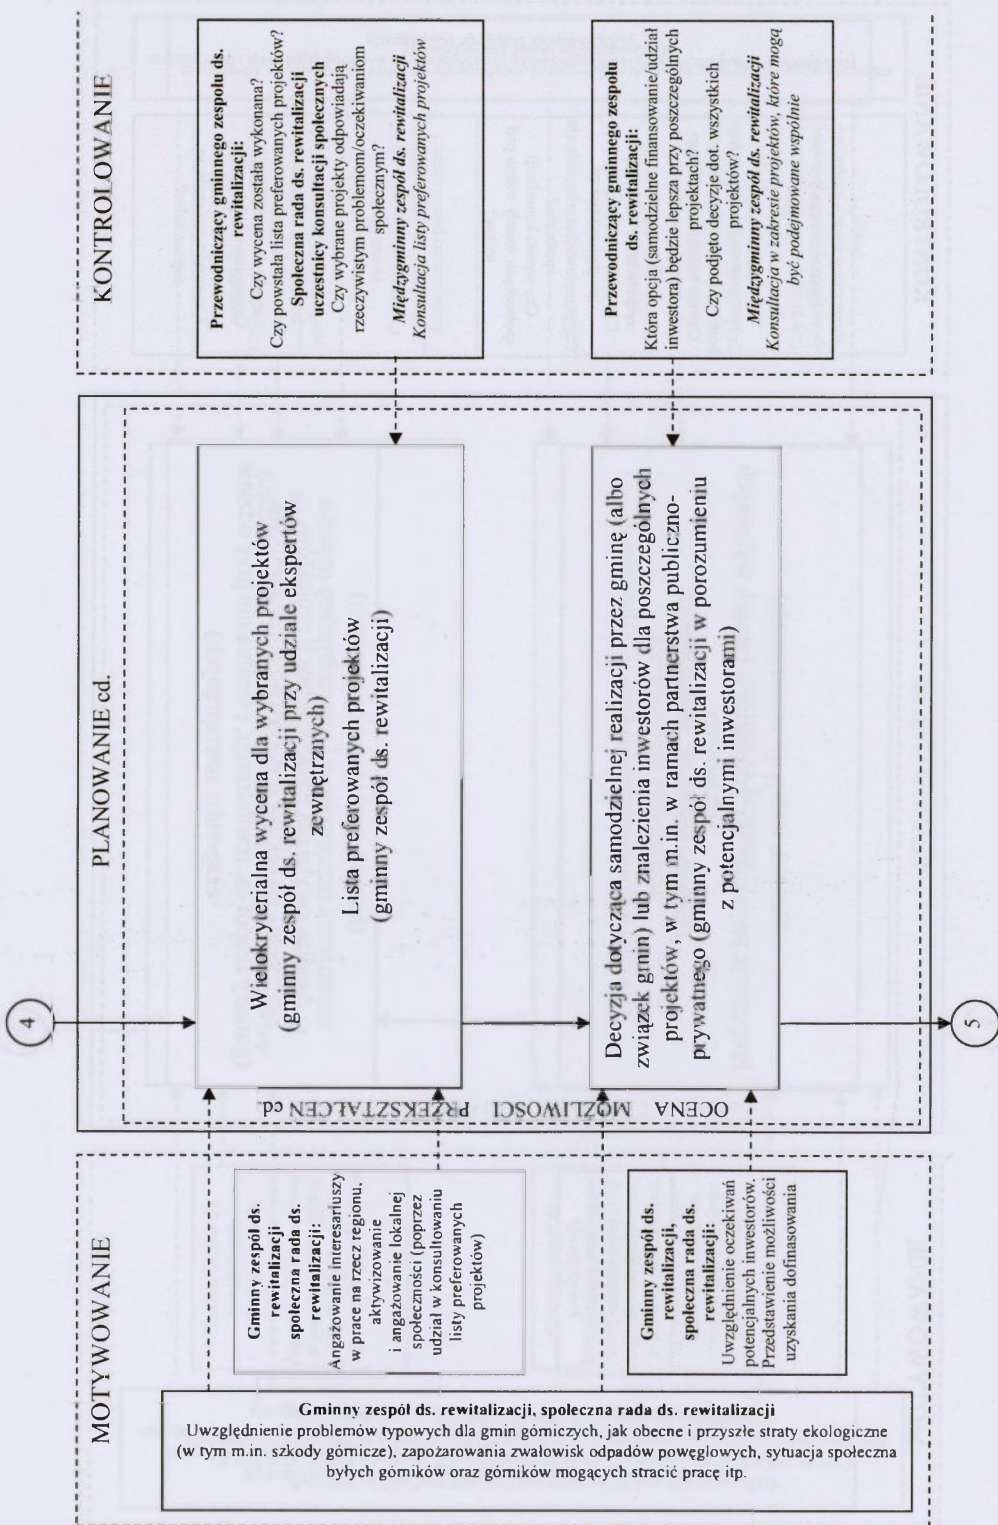 MOTYWOWANIE
Gminny zespół ds. rewitalizacji, społeczna rada ds. rewitalizacji
Uwzględnienie problemów typowych dla gmin górniczych, jak obecne i przyszłe straty ekologiczne
(w tym m.in. szkody górnicze), zapożarowania zwałowisk odpadów powęglowych, sytuacja społeczna
byłych górników oraz górników mogących stracić pracę itp.
Gminny zespół ds.
rewitalizacji
społeczna rada ds.
rewitalizacji:
Angażowanie interesariuszy
w prace na rzecz regionu,
aktywizowanie
i angażowanie lokalnej
społeczności (poprzez
udział w konsultowaniu
listy preferowanych
projektów)
Gminny zespół ds.
rewitalizacji,
społeczna rada ds.
rewitalizacji:
Uwzględnienie oczekiwań
potencjalnych inwestorów.
Przedstawienie możliwości
uzyskania dofinasowania
PLANOWANIE cd.
4
OCENA MOŻLIWOŚCI PRZEKSZTAŁCEŃ cd.
Wielokryterialna wycena dla wybranych projektów
(gminny zespół ds. rewitalizacji przy udziale ekspertów
zewnętrznych)
Lista preferowanych projektów
(gminny zespół ds. rewitalizacji)
Decyzja dotycząca samodzielnej realizacji przez gminę (albo
związek gmin) lub znalezienia inwestorów dla poszczególnych
projektów, w tym m.in. w ramach partnerstwa publiczno-
prywatnego (gminny zespół ds. rewitalizacji w porozumieniu
z potencjalnymi inwestorami)
5
KONTROLOWANIE
Przewodniczący gminnego zespołu ds.
rewitalizacji:
Czy wycena została wykonana?
Czy powstała lista preferowanych projektów?
Społeczna rada ds. rewitalizacji
uczestnicy konsultacji społecznych
Czy wybrane projekty odpowiadają
rzeczywistym problemom/oczekiwaniom
społecznym?
Międzygminny zespół ds. rewitalizacji
Konsultacja listy preferowanych projektów
Przewodniczący gminnego zespołu
ds. rewitalizacji:
Która opcja (samodzielne finansowanie/udział
inwestora) będzie lepsza przy poszczególnych
projektach?
Czy podjęto decyzje dot. wszystkich
projektów?
Międzygminny zespół ds. rewitalizacji
Konsultacja w zakresie projektów, które mogą
być podejmowane wspólnie